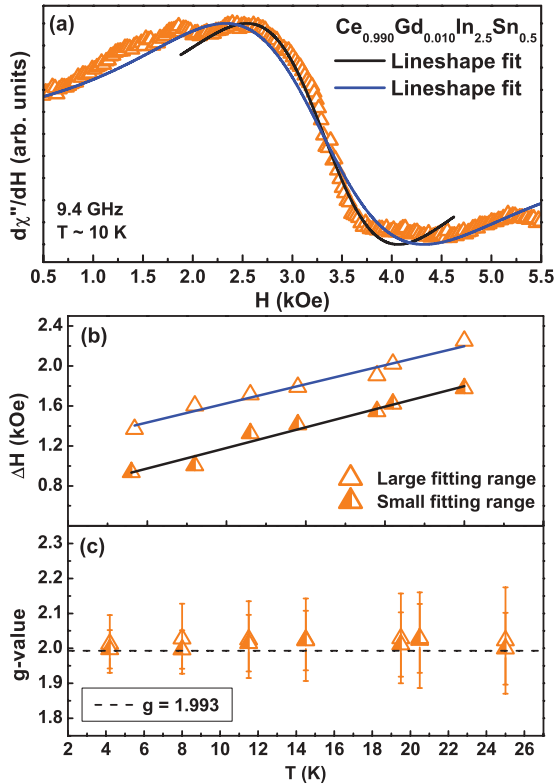 (a)
Ce0.990Gd0.010In2.5Sn0.5
Lineshape fit
Lineshape fit
dχ''/dH (arb. units)
9.4 GHz
T ~ 10 K
0.5 1.0 1.5 2.0 2.5 3.0 3.5 4.0 4.5 5.0 5.5
H (kOe)
(b)
2.4
2.0
1.6
1.2
0.8
ΔH (kOe)
Large fitting range
Small fitting range
(c)
2.3
2.2
2.1
2.0
1.9
1.8
g-value
g = 1.993
2 4 6 8 10 12 14 16 18 20 22 24 26
T (K)